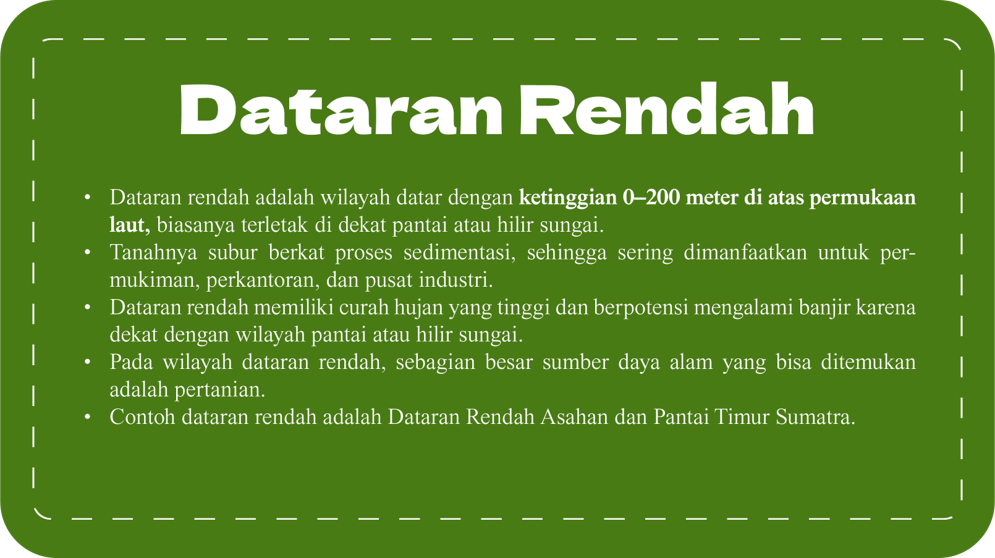 Dataran Rendah
• Dataran rendah adalah wilayah datar dengan ketinggian 0–200 meter di atas permukaan
laut, biasanya terletak di dekat pantai atau hilir sungai.
• Tanahnya subur berkat proses sedimentasi, sehingga sering dimanfaatkan untuk per-
mukiman, perkantoran, dan pusat industri.
• Dataran rendah memiliki curah hujan yang tinggi dan berpotensi mengalami banjir karena
dekat dengan wilayah pantai atau hilir sungai.
• Pada wilayah dataran rendah, sebagian besar sumber daya alam yang bisa ditemukan
adalah pertanian.
• Contoh dataran rendah adalah Dataran Rendah Asahan dan Pantai Timur Sumatra.